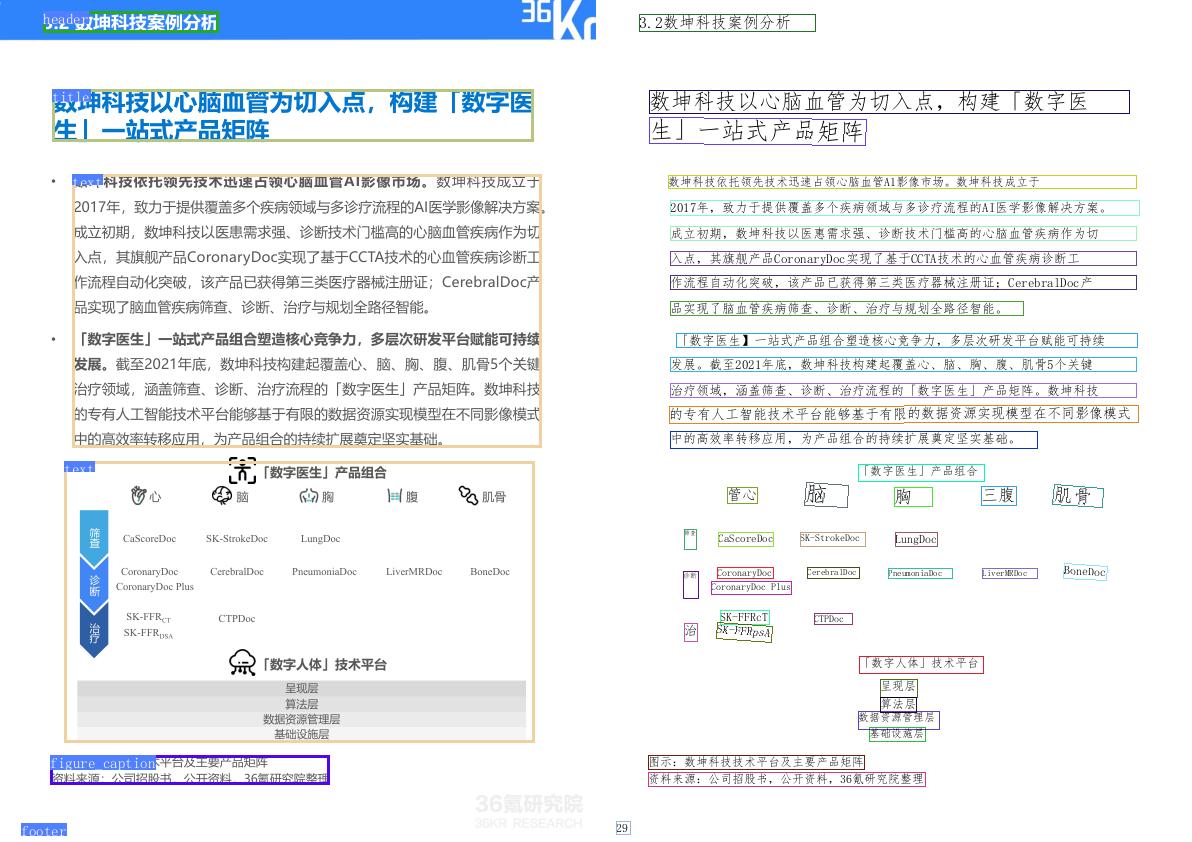 header
3.2数坤科技案例分析
36Kr
title
数坤科技以心脑血管为切入点，构建「数字医
生」一站式产品矩阵
text
• 科技依托领先技术迅速占领心脑血管AI影像市场。数坤科技成立于
2017年，致力于提供覆盖多个疾病领域与多诊疗流程的AI医学影像解决方案。
成立初期，数坤科技以医患需求强、诊断技术门槛高的心脑血管疾病作为切
入点，其旗舰产品CoronaryDoc实现了基于CCTA技术的心血管疾病诊断工
作流程自动化突破，该产品已获得第三类医疗器械注册证；CerebralDoc产
品实现了脑血管疾病筛查、诊断、治疗与规划全路径智能。
• 「数字医生」一站式产品组合塑造核心竞争力，多层次研发平台赋能可持续
发展。截至2021年底，数坤科技构建起覆盖心、脑、胸、腹、肌骨5个关键
治疗领域，涵盖筛查、诊断、治疗流程的「数字医生」产品矩阵。数坤科技
的专有人工智能技术平台能够基于有限的数据资源实现模型在不同影像模式
中的高效率转移应用，为产品组合的持续扩展奠定坚实基础。
text
「数字医生」产品组合
心 脑 胸 腹 肌骨
筛查 CaScoreDoc SK-StrokeDoc LungDoc
诊断 CoronaryDoc CerebralDoc PneumoniaDoc LiverMRDoc BoneDoc
CoronaryDoc Plus
治疗 SK-FFRCT CTPDoc
SK-FFRDSA
「数字人体」技术平台
呈现层
算法层
数据资源管理层
基础设施层
figure_caption
术平台及主要产品矩阵
资料来源：公司招股书，公开资料，36氪研究院整理
36氪研究院
36KR RESEARCH
footer
3.2数坤科技案例分析
数坤科技以心脑血管为切入点，构建「数字医
生」一站式产品矩阵
数坤科技依托领先技术迅速占领心脑血管AI影像市场。数坤科技成立于
2017年，致力于提供覆盖多个疾病领域与多诊疗流程的AI医学影像解决方案。
成立初期，数坤科技以医患需求强、诊断技术门槛高的心脑血管疾病作为切
入点，其旗舰产品CoronaryDoc实现了基于CCTA技术的心血管疾病诊断工
作流程自动化突破，该产品已获得第三类医疗器械注册证；CerebralDoc产
品实现了脑血管疾病筛查、诊断、治疗与规划全路径智能。
「数字医生】一站式产品组合塑造核心竞争力，多层次研发平台赋能可持续
发展。截至2021年底，数坤科技构建起覆盖心、脑、胸、腹、肌骨5个关键
治疗领域，涵盖筛查、诊断、治疗流程的「数字医生」产品矩阵。数坤科技
的专有人工智能技术平台能够基于有限的数据资源实现模型在不同影像模式
中的高效率转移应用，为产品组合的持续扩展奠定坚实基础。
「数字医生」产品组合
管心 脑 胸 三腹 肌骨
筛查 CaScoreDoc SK-StrokeDoc LungDoc
诊断 CoronaryDoc CerebralDoc PneumoniaDoc LiverMRDoc BoneDoc
CoronaryDoc Plus
治 SK-FFRcT CTPDoc
SK-FFRpsA
「数字人体」技术平台
呈现层
算法层
数据资源管理层
基础设施层
图示：数坤科技技术平台及主要产品矩阵
资料来源：公司招股书，公开资料，36氪研究院整理
29